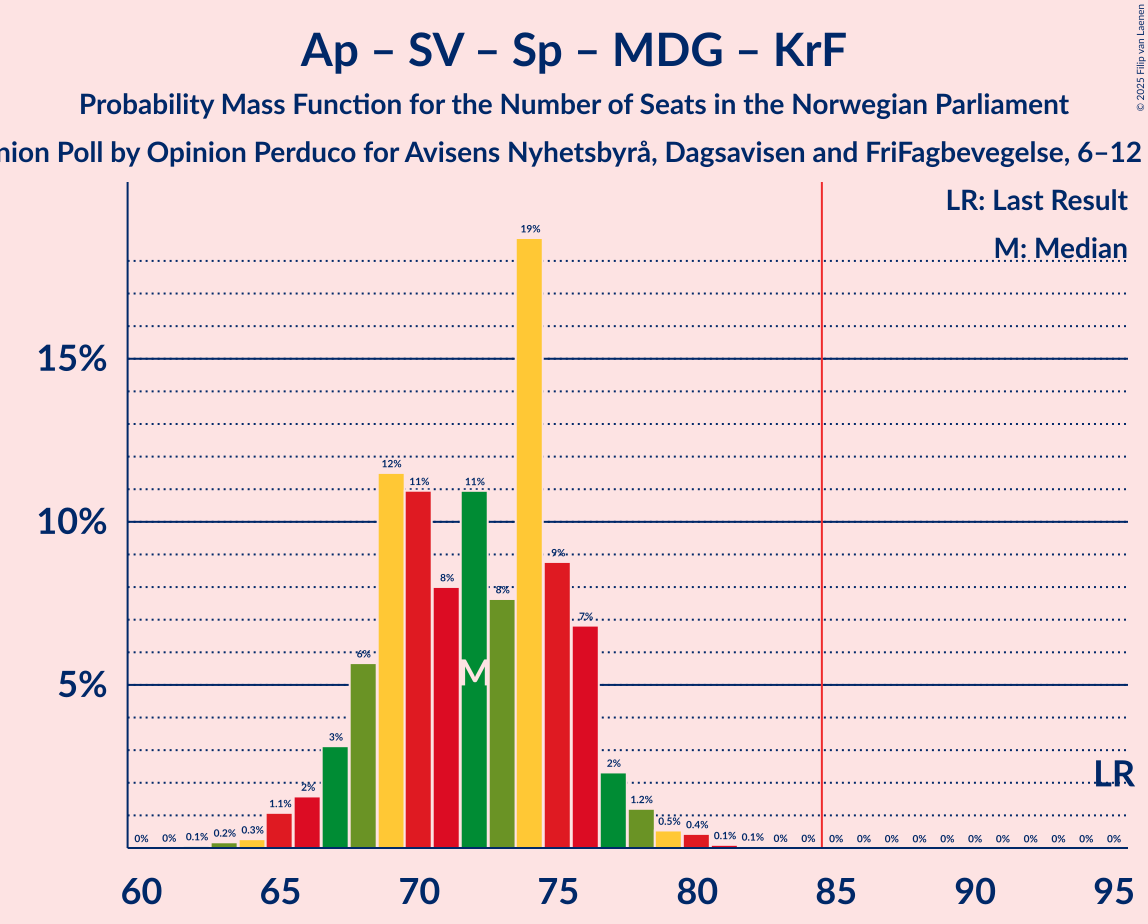 Ap – SV – Sp – MDG – KrF
Probability Mass Function for the Number of Seats in the Norwegian Parliament
nion Poll by Opinion Perduco for Avisens Nyhetsbyrå, Dagsavisen and FriFagbevegelse, 6–12
© 2025 Filip van Laenen
LR: Last Result
M: Median
19%
15%
12%
11%
11%
10%
9%
8%
8%
7%
6%
M
5%
3%
2%
2%
LR
1.1%
1.2%
0% 0% 0.1% 0.2% 0.3% 0.5% 0.4% 0.1% 0.1% 0% 0% 0% 0% 0% 0% 0% 0% 0% 0% 0% 0% 0%
60 65 70 75 80 85 90 95